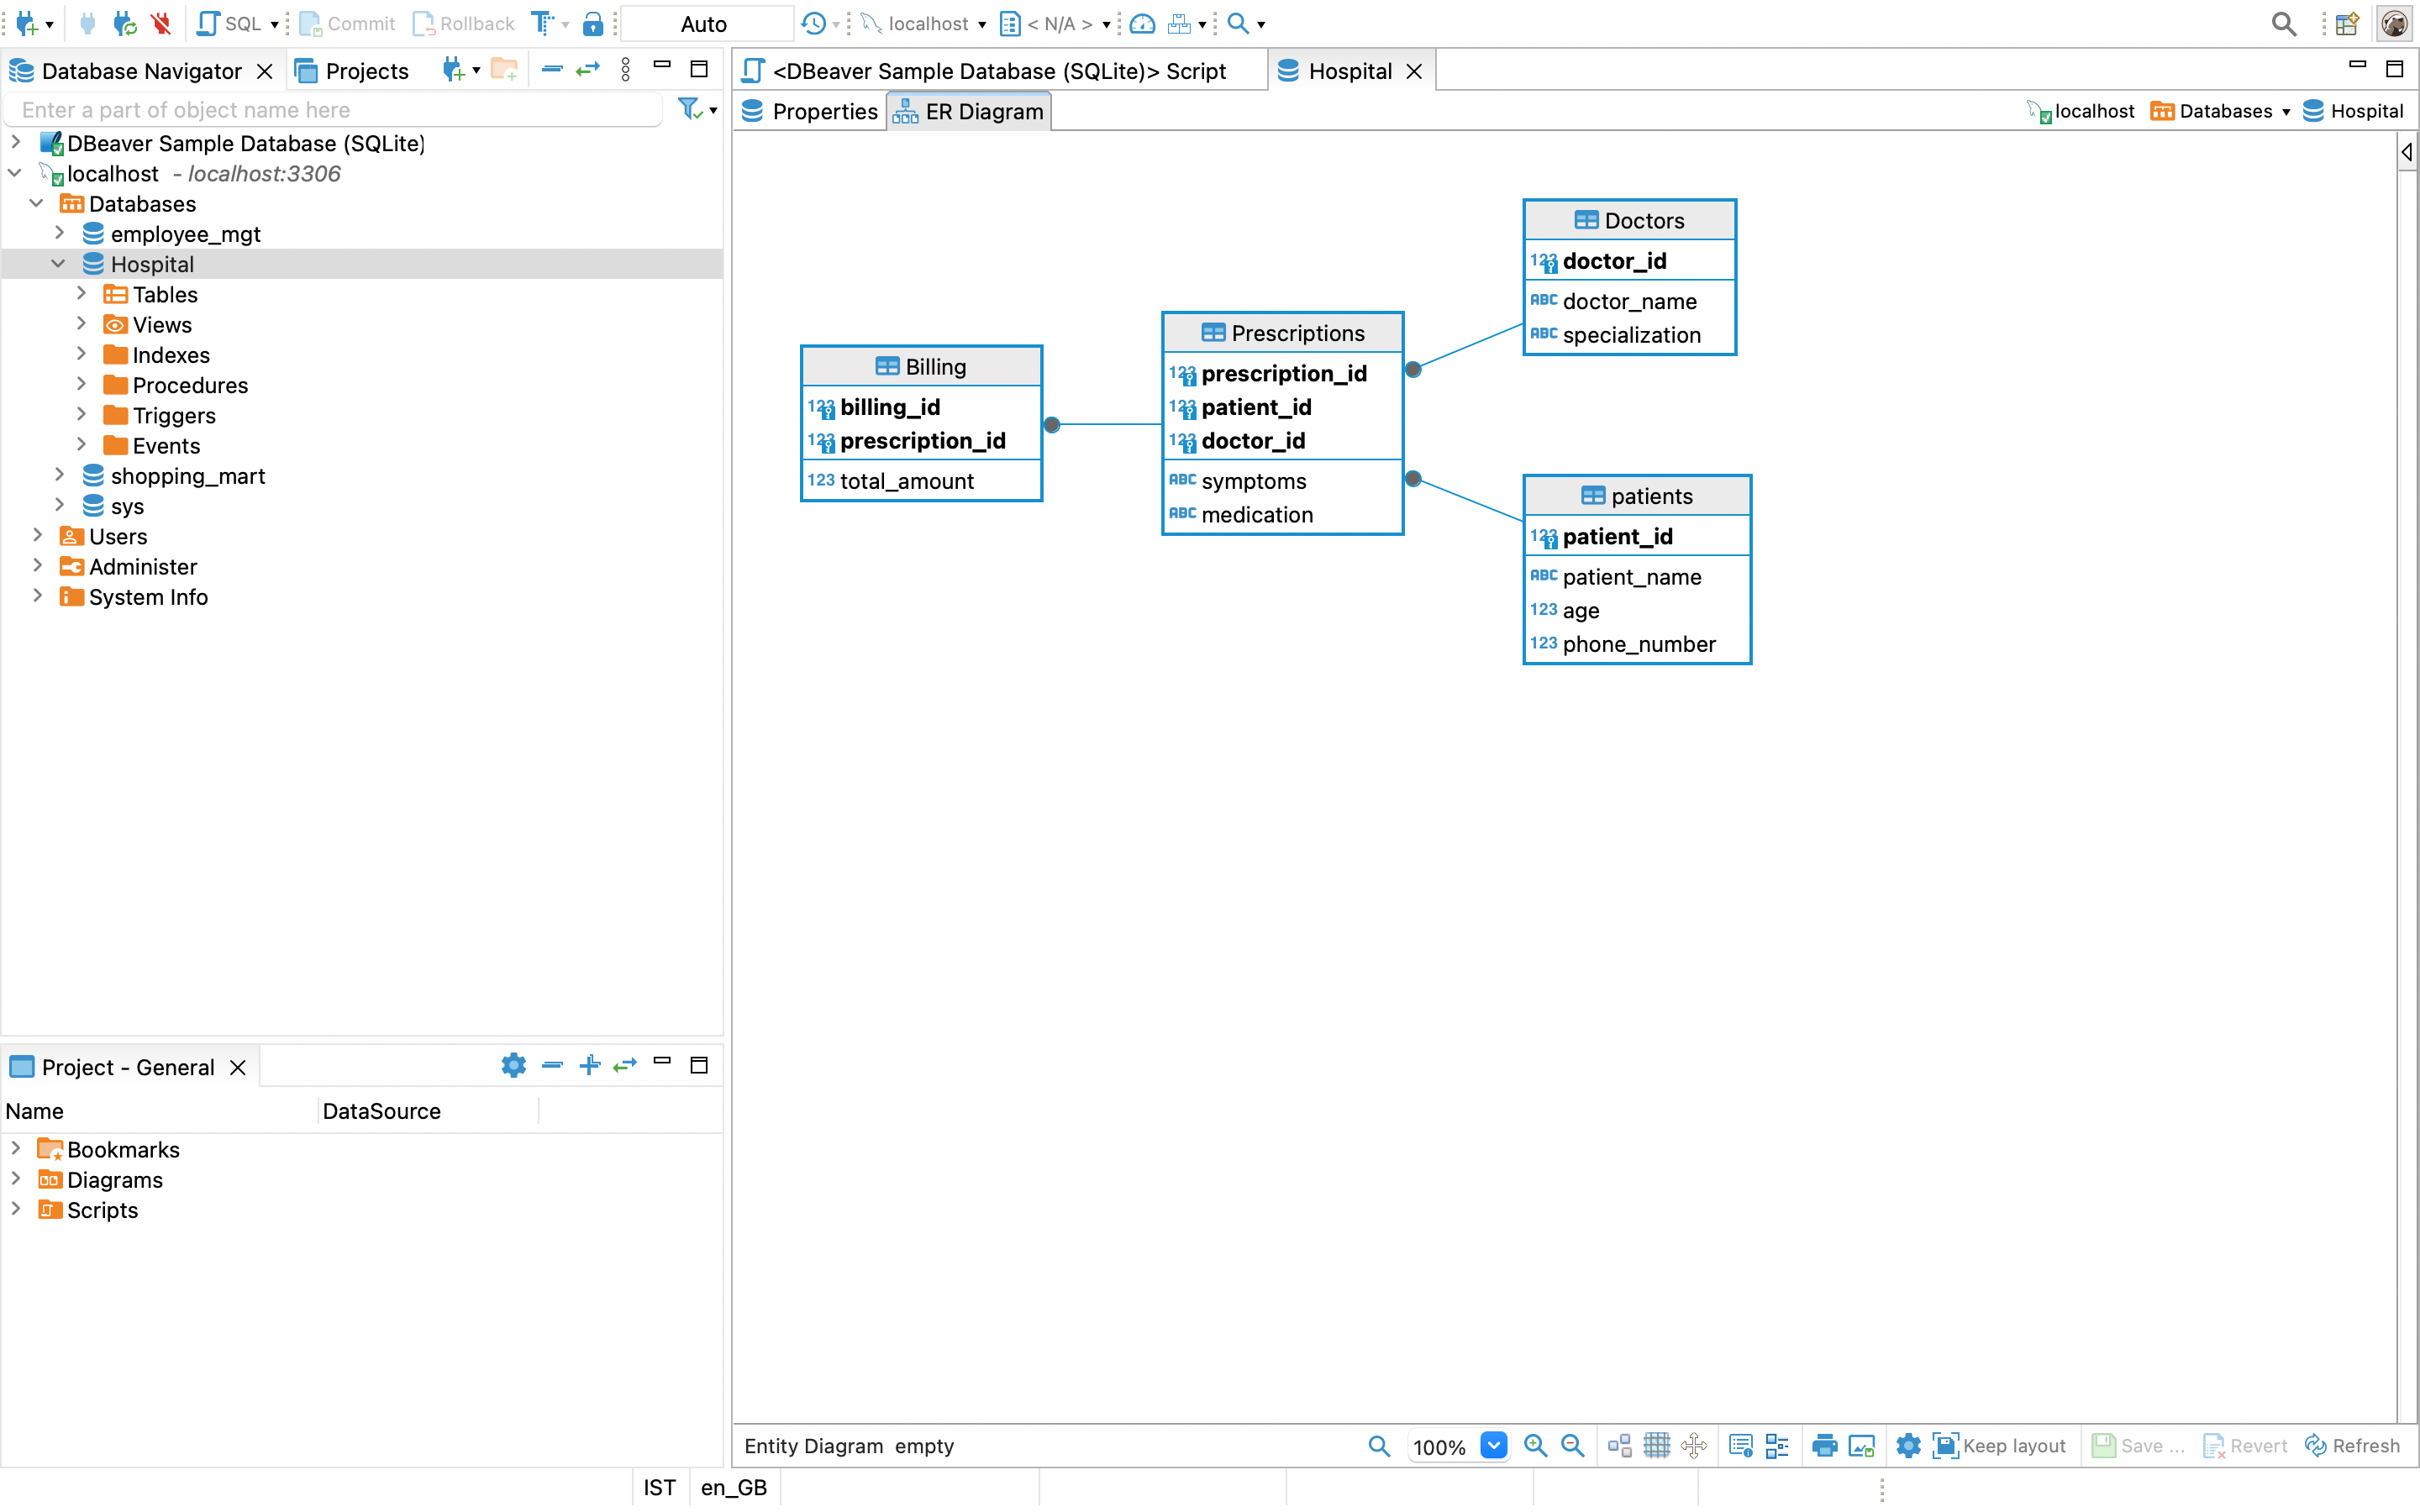 SQL Commit Rollback Auto localhost < N/A >
Database Navigator Projects
Enter a part of object name here
DBeaver Sample Database (SQLite)
localhost - localhost:3306
Databases
employee_mgt
Hospital
Tables
Views
Indexes
Procedures
Triggers
Events
shopping_mart
sys
Users
Administer
System Info
Project - General
Name DataSource
Bookmarks
Diagrams
Scripts
<DBeaver Sample Database (SQLite)> Script Hospital
Properties ER Diagram localhost Databases Hospital
Billing
123 billing_id
123 prescription_id
123 total_amount
Prescriptions
123 prescription_id
123 patient_id
123 doctor_id
ABC symptoms
ABC medication
Doctors
123 doctor_id
ABC doctor_name
ABC specialization
patients
123 patient_id
ABC patient_name
123 age
123 phone_number
Entity Diagram empty 100% Keep layout Save ... Revert Refresh
IST en_GB